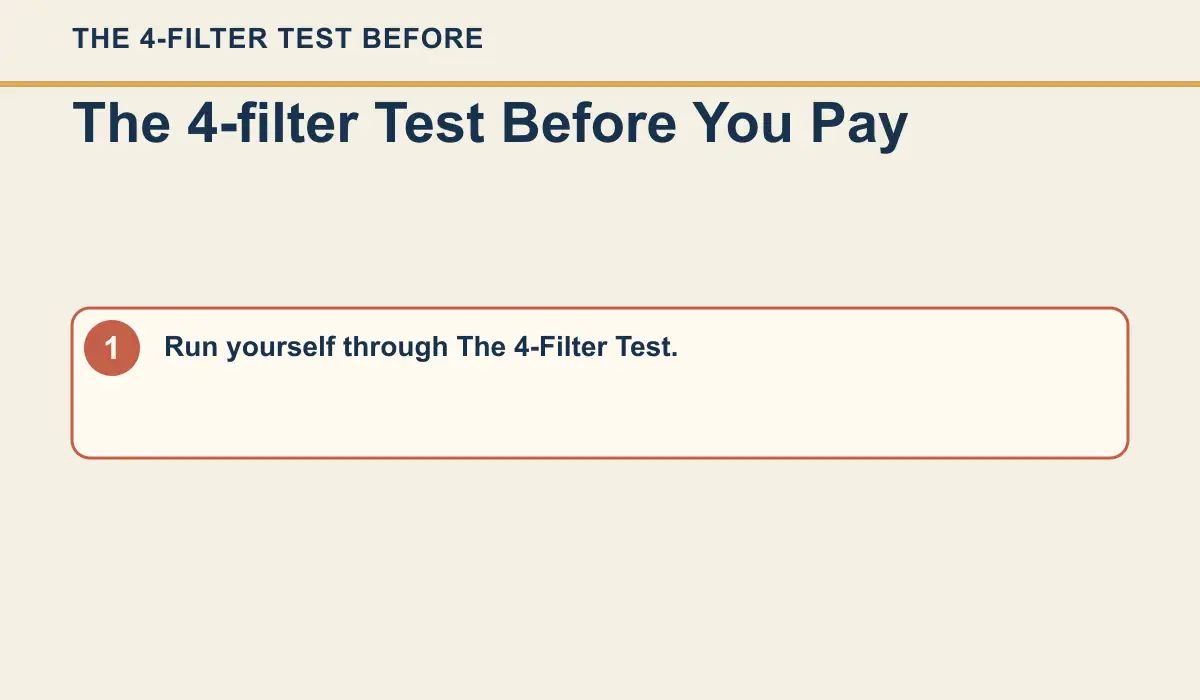 THE 4-FILTER TEST BEFORE
The 4-filter Test Before You Pay
1
Run yourself through The 4-Filter Test.